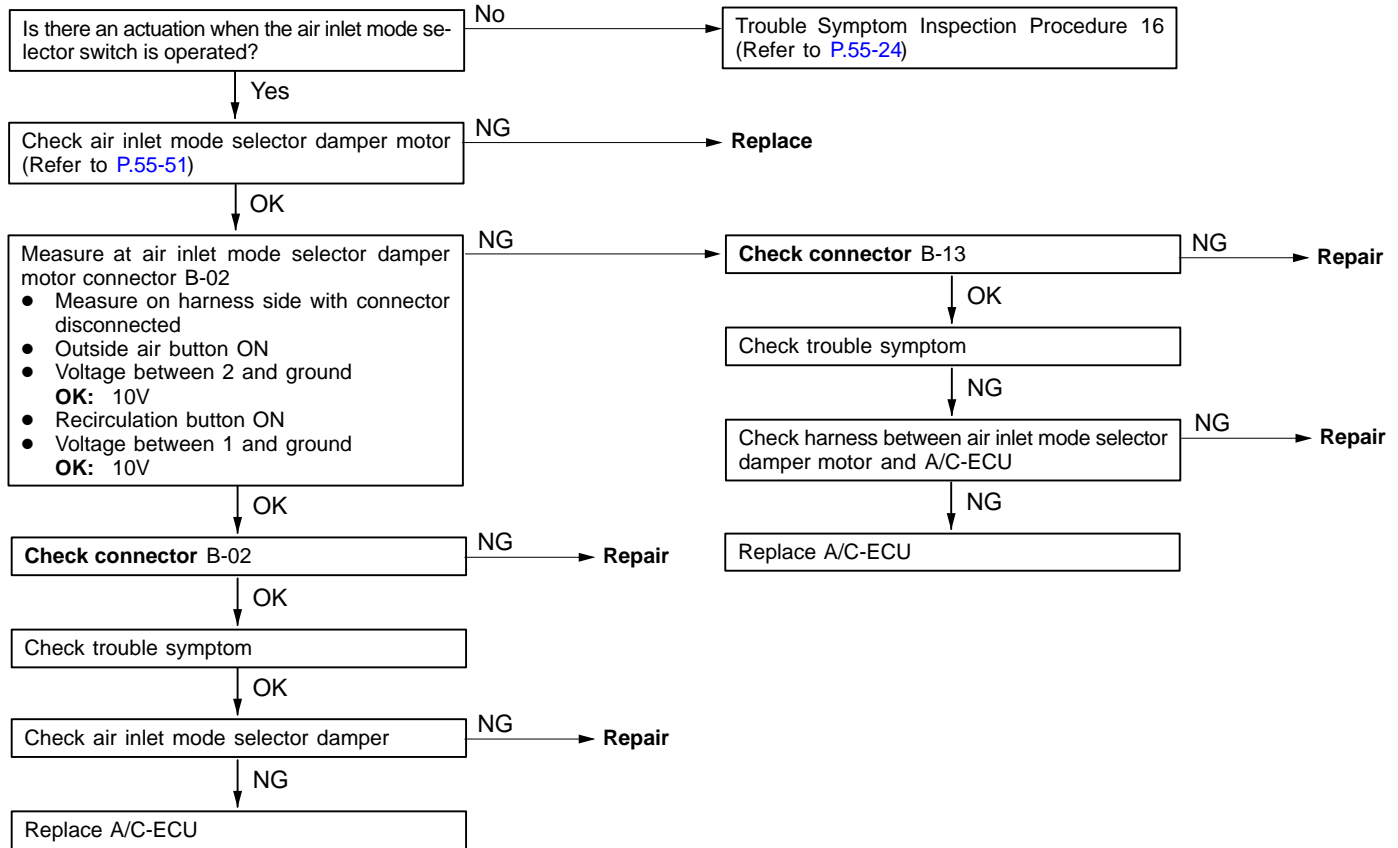 Is there an actuation when the air inlet mode se-
lector switch is operated?
No
Trouble Symptom Inspection Procedure 16
(Refer to P.55-24)
Yes
Check air inlet mode selector damper motor
(Refer to P.55-51)
NG
Replace
OK
Measure at air inlet mode selector damper
motor connector B-02
● Measure on harness side with connector
disconnected
● Outside air button ON
● Voltage between 2 and ground
OK: 10V
● Recirculation button ON
● Voltage between 1 and ground
OK: 10V
NG
Check connector B-13
NG
Repair
OK
Check trouble symptom
NG
Check harness between air inlet mode selector
damper motor and A/C-ECU
NG
Repair
NG
Replace A/C-ECU
OK
Check connector B-02
NG
Repair
OK
Check trouble symptom
OK
Check air inlet mode selector damper
NG
Repair
NG
Replace A/C-ECU